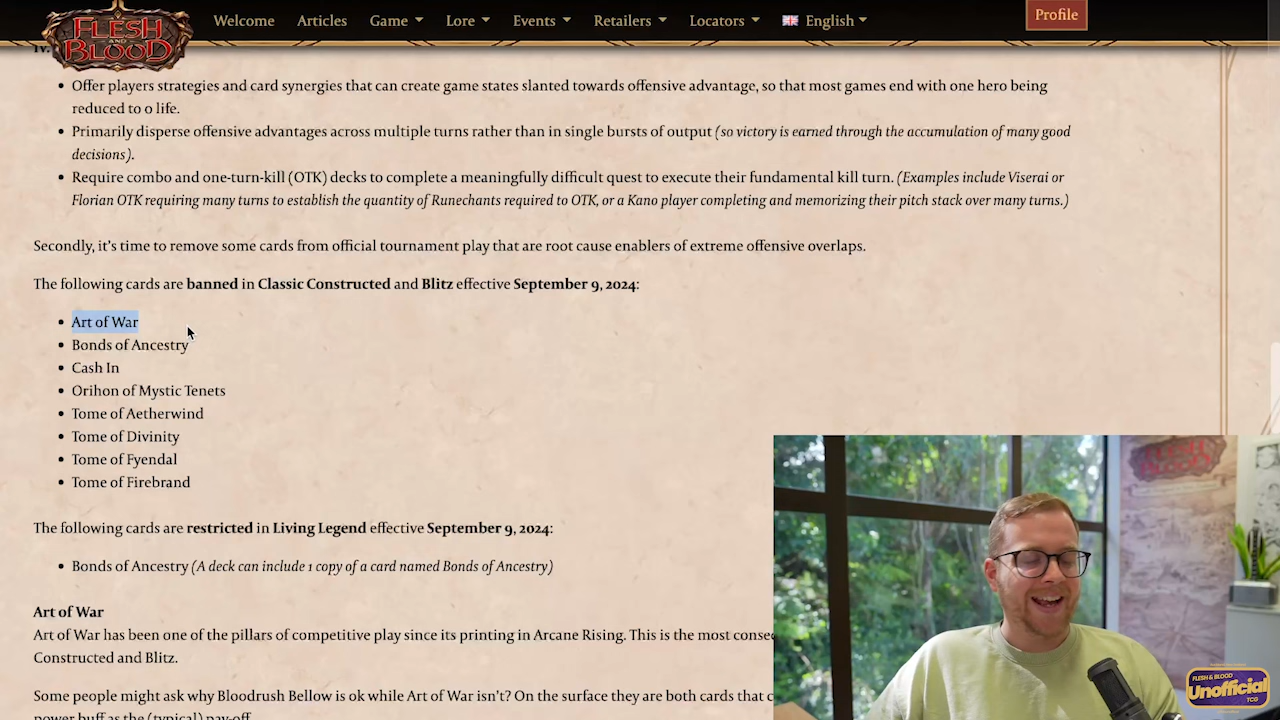 FLESH
AND
BLOOD
Welcome
Articles
Game
Lore
Events
Retailers
Locators
English
Profile
iv.
• Offer players strategies and card synergies that can create game states slanted towards offensive advantage, so that most games end with one hero being
reduced to 0 life.
• Primarily disperse offensive advantages across multiple turns rather than in single bursts of output (so victory is earned through the accumulation of many good
decisions).
• Require combo and one-turn-kill (OTK) decks to complete a meaningfully difficult quest to execute their fundamental kill turn. (Examples include Viserai or
Florian OTK requiring many turns to establish the quantity of Runechants required to OTK, or a Kano player completing and memorizing their pitch stack over many turns.)
Secondly, it's time to remove some cards from official tournament play that are root cause enablers of extreme offensive overlaps.
The following cards are banned in Classic Constructed and Blitz effective September 9, 2024:
• Art of War
• Bonds of Ancestry
• Cash In
• Orihon of Mystic Tenets
• Tome of Aetherwind
• Tome of Divinity
• Tome of Fyendal
• Tome of Firebrand
The following cards are restricted in Living Legend effective September 9, 2024:
• Bonds of Ancestry (A deck can include 1 copy of a card named Bonds of Ancestry)
Art of War
Art of War has been one of the pillars of competitive play since its printing in Arcane Rising. This is the most
Constructed and Blitz.
Some people might ask why Bloodrush Bellow is ok while Art of War isn't? On the surface they are both cards that
power buff as the (typical) pay-off.
FLESH
BLOOD
FLESH & BLOOD
Unofficial
TCG